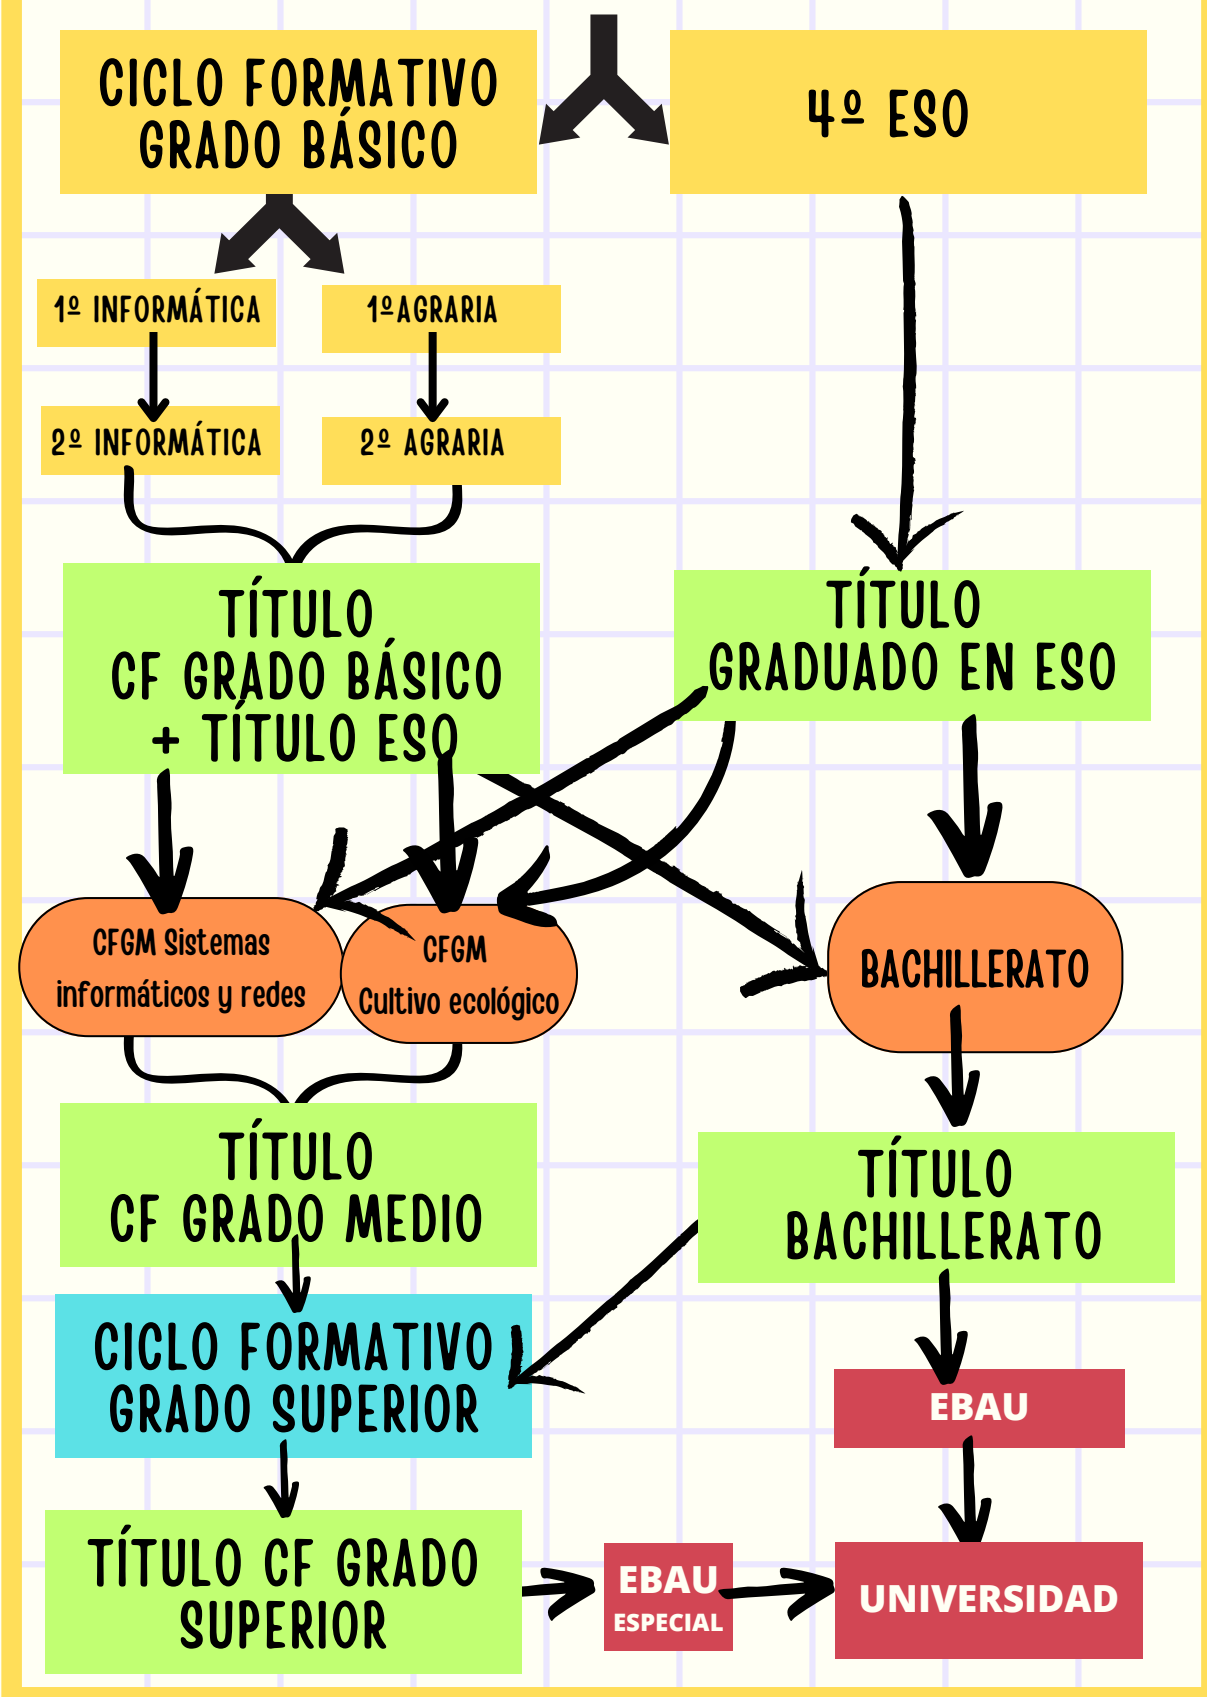 CICLO FORMATIVO
GRADO BÁSICO
4º ESO
1º INFORMÁTICA
1ºAGRARIA
2º INFORMÁTICA
2º AGRARIA
TÍTULO
CF GRADO BÁSICO
+ TÍTULO ESO
TÍTULO
GRADUADO EN ESO
CFGM Sistemas
informáticos y redes
CFGM
Cultivo ecológico
BACHILLERATO
TÍTULO
CF GRADO MEDIO
TÍTULO
BACHILLERATO
CICLO FORMATIVO
GRADO SUPERIOR
EBAU
TÍTULO CF GRADO
SUPERIOR
EBAU
ESPECIAL
UNIVERSIDAD